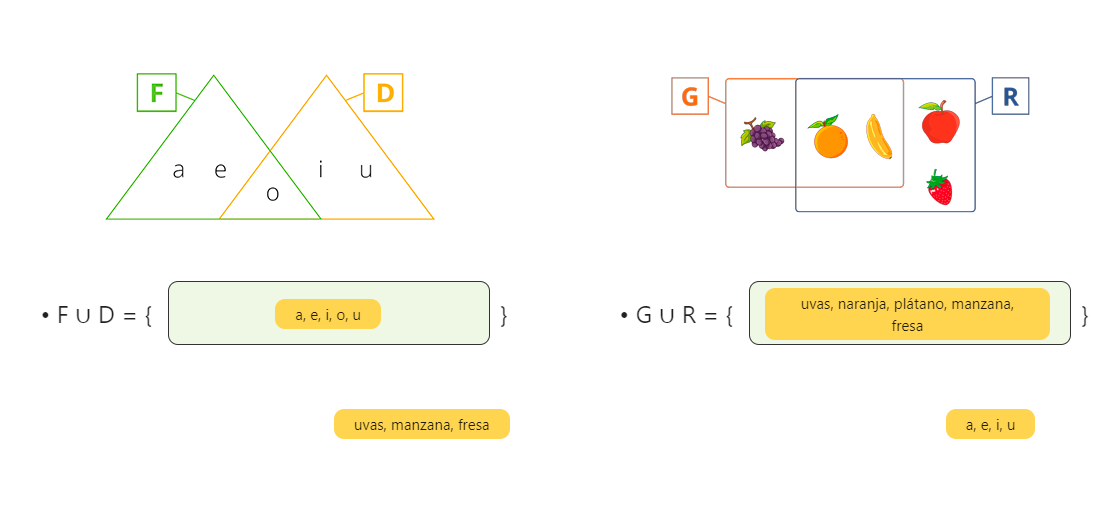 F
D
a e i u
o
G
R
• F ∪ D = { a, e, i, o, u }
• G ∪ R = { uvas, naranja, plátano, manzana,
fresa }
uvas, manzana, fresa
a, e, i, u